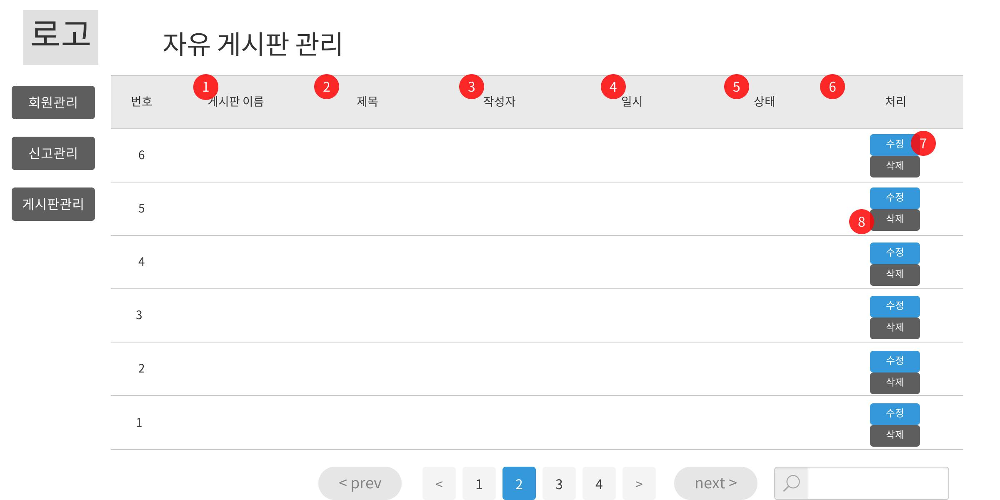 로고
자유 게시판 관리
회원관리
신고관리
게시판관리
1 2 3 4 5 6
번호 게시판 이름 제목 작성자 일시 상태 처리
6 수정 7
삭제
5 수정
8 삭제
4 수정
삭제
3 수정
삭제
2 수정
삭제
1 수정
삭제
< prev < 1 2 3 4 > next >